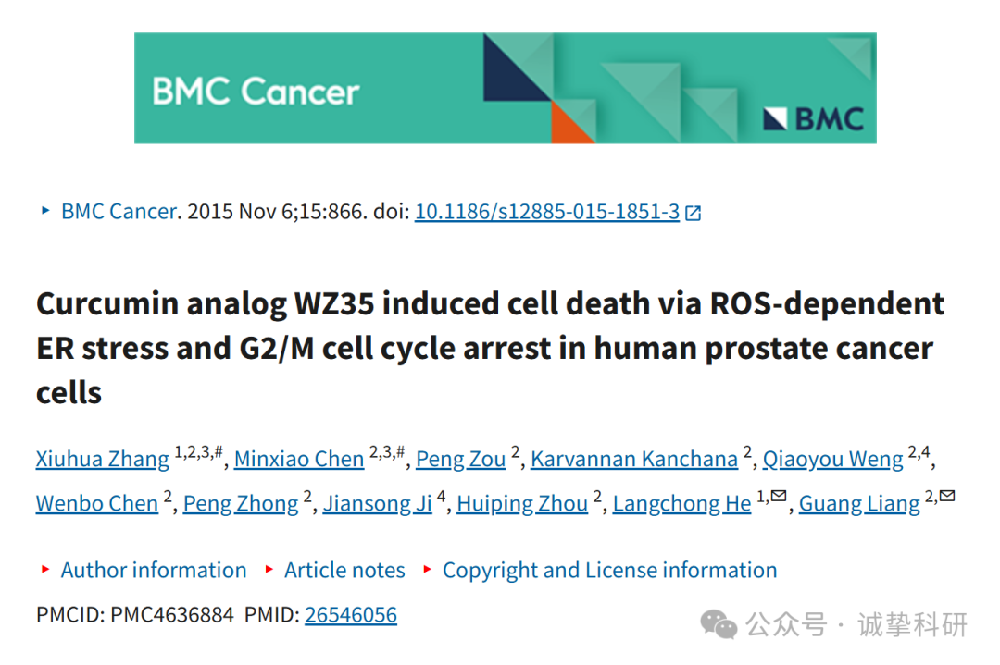 BMC Cancer
BMC
▸ BMC Cancer. 2015 Nov 6;15:866. doi: 10.1186/s12885-015-1851-3
Curcumin analog WZ35 induced cell death via ROS-dependent
ER stress and G2/M cell cycle arrest in human prostate cancer
cells
Xiuhua Zhang 1,2,3,#, Minxiao Chen 2,3,#, Peng Zou 2, Karvannan Kanchana 2, Qiaoyou Weng 2,4,
Wenbo Chen 2, Peng Zhong 2, Jiansong Ji 4, Huiping Zhou 2, Langchong He 1,✉, Guang Liang 2,✉
▸ Author information ▸ Article notes ▸ Copyright and License information
PMCID: PMC4636884 PMID: 26546056
公众号 · 诚挚科研